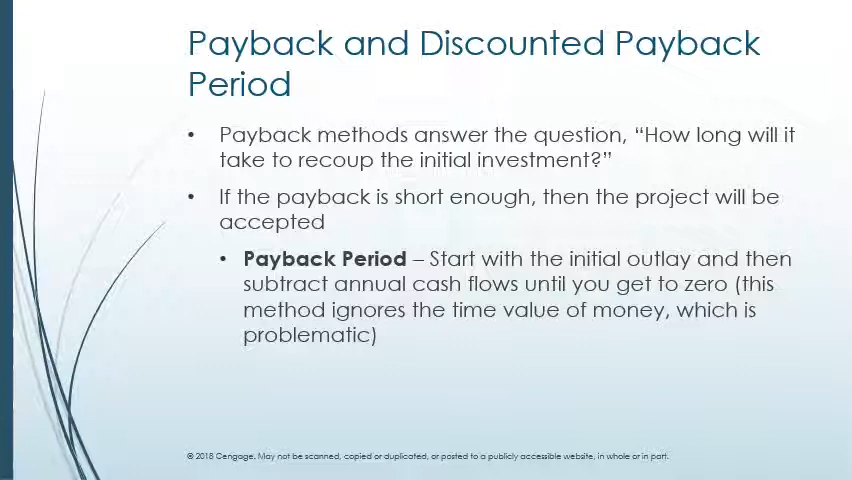 Payback and Discounted Payback
Period
• Payback methods answer the question, “How long will it
take to recoup the initial investment?”
• If the payback is short enough, then the project will be
accepted
• Payback Period – Start with the initial outlay and then
subtract annual cash flows until you get to zero (this
method ignores the time value of money, which is
problematic)
© 2018 Cengage. May not be scanned, copied or duplicated, or posted to a publicly accessible website, in whole or in part.